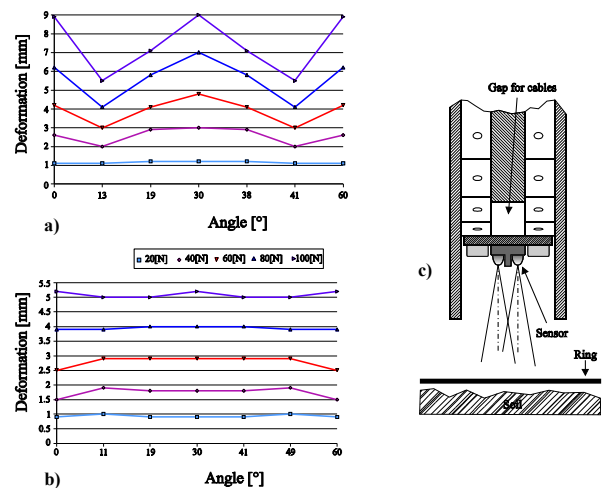 Deformation [mm]
9
8
7
6
5
4
3
2
1
0
0 13 19 30 38 41 60
a)
Angle [°]
20[N] 40[N] 60[N] 80[N] 100[N]
Deformation [mm]
5.5
5
4.5
4
3.5
3
2.5
2
1.5
1
0.5
0
0 11 19 30 41 49 60
b)
Angle [°]
c)
Gap for cables
Sensor
Ring
Soil